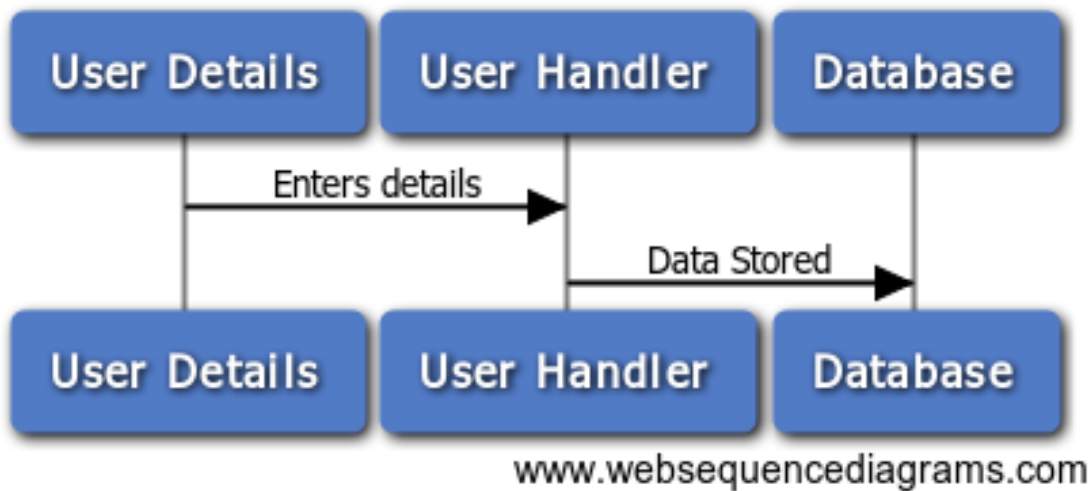 User Details User Handler Database
Enters details
Data Stored
User Details User Handler Database
www.websequencediagrams.com